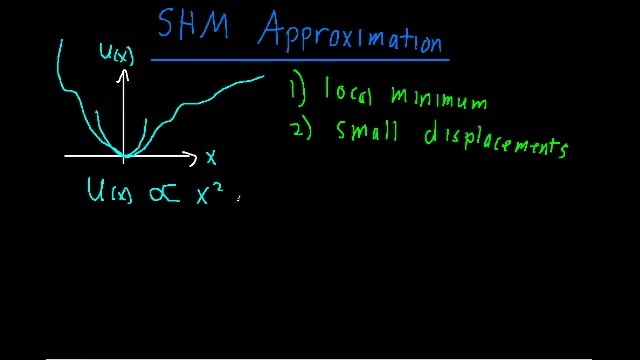 SHM Approximation
U(x)
1) local minimum
2) small displacements
x
U(x) ∝ x²